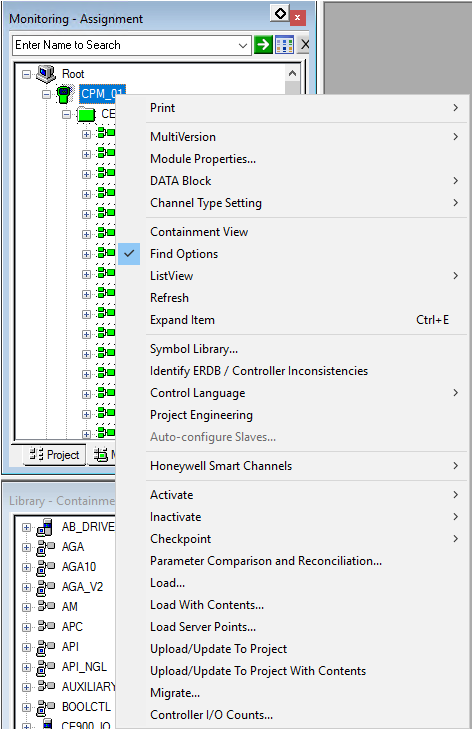 Monitoring - Assignment
Enter Name to Search
Root
CPM_01
CE
Print
MultiVersion
Module Properties...
DATA Block
Channel Type Setting
Containment View
Find Options
ListView
Refresh
Expand Item Ctrl+E
Symbol Library...
Identify ERDB / Controller Inconsistencies
Control Language
Project Engineering
Auto-configure Slaves...
Honeywell Smart Channels
Activate
Inactivate
Checkpoint
Parameter Comparison and Reconciliation...
Load...
Load With Contents...
Load Server Points...
Upload/Update To Project
Upload/Update To Project With Contents
Migrate...
Controller I/O Counts...
Project
Library - Containme
AB_DRIVE
AGA
AGA10
AGA_V2
AM
APC
API
API_NGL
AUXILIARY
BOOLCTL
CE900_IO